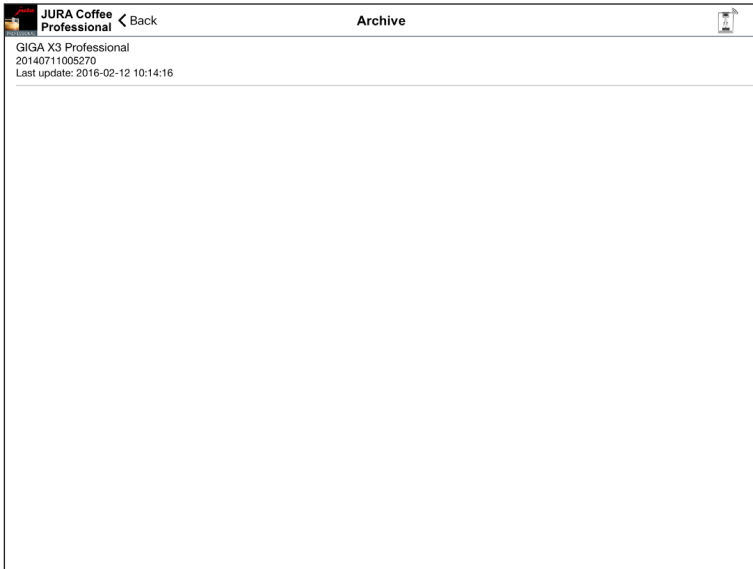 JURA Coffee
Professional
Back
Archive
GIGA X3 Professional
20140711005270
Last update: 2016-02-12 10:14:16